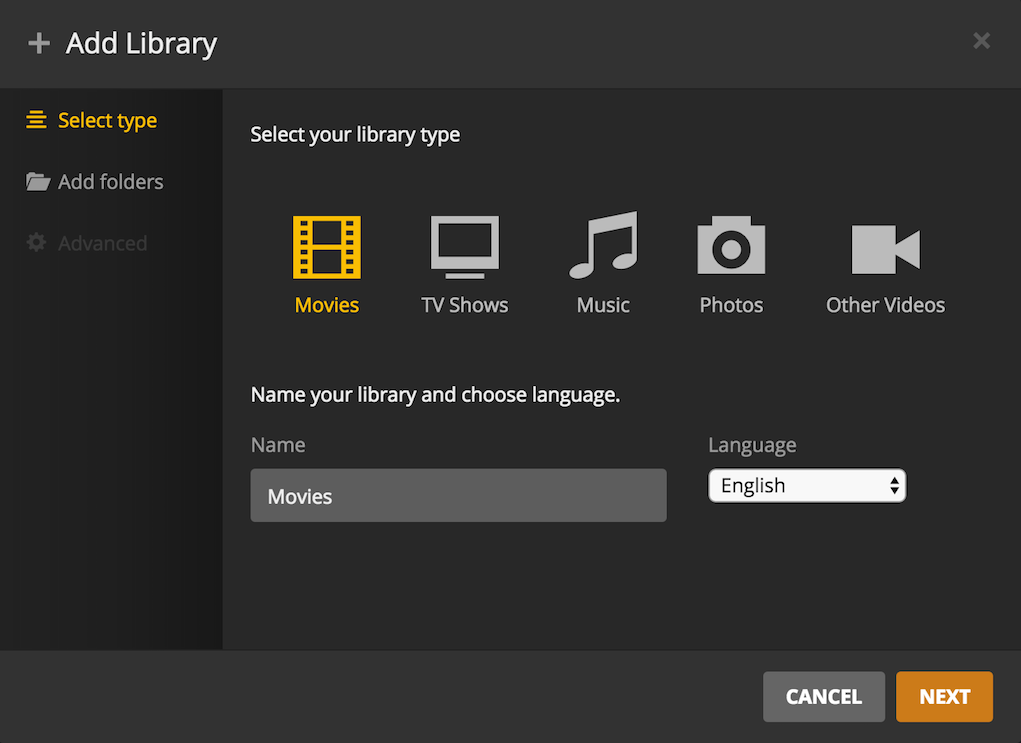 Add Library
Select type
Add folders
Advanced
Select your library type
Movies
TV Shows
Music
Photos
Other Videos
Name your library and choose language.
Name
Language
Movies
English
CANCEL
NEXT